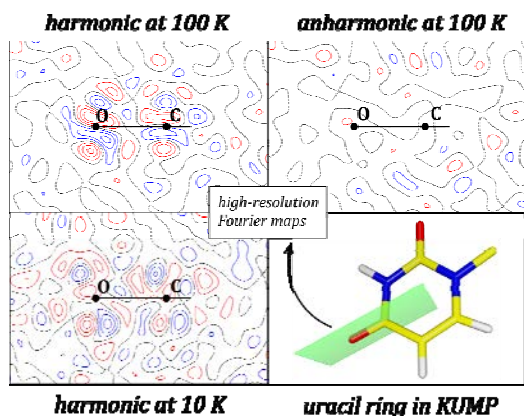 harmonic at 100 K
anharmonic at 100 K
O C
O C
high-resolution
Fourier maps
O C
harmonic at 10 K
uracil ring in KUMP